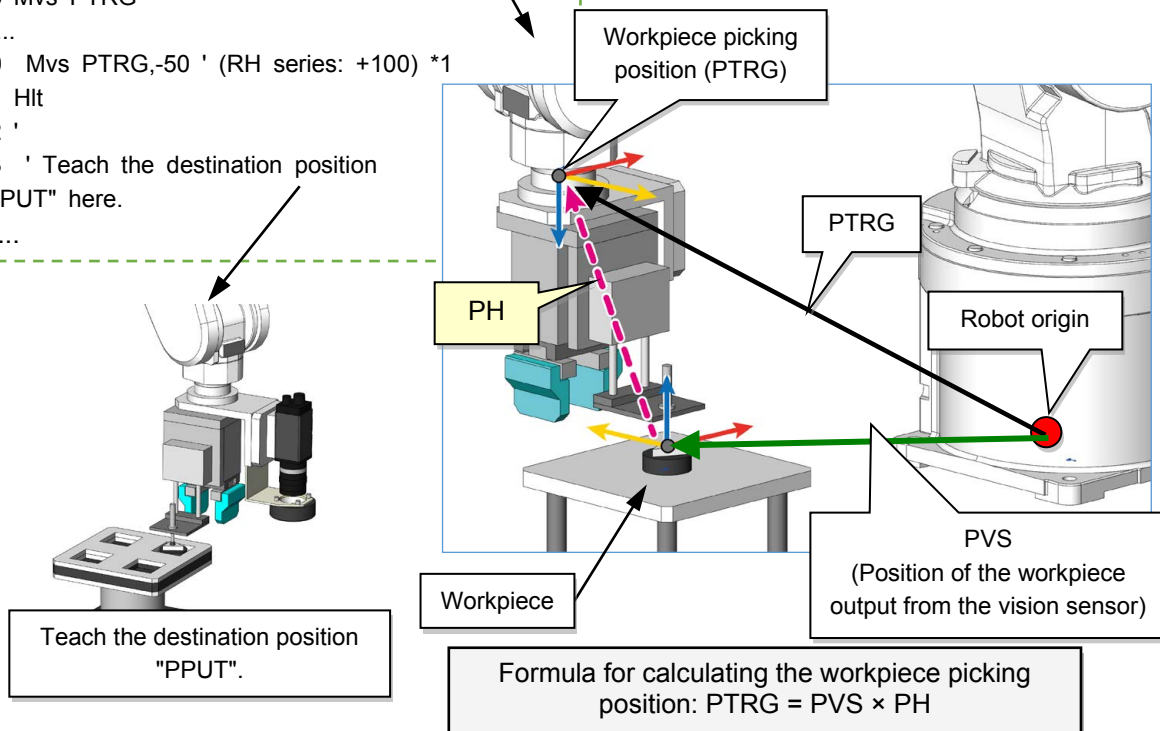 Mvs PTRG
...
Mvs PTRG,-50 ' (RH series: +100) *1
Hlt
'
' Teach the destination position
PUT" here.
...
Workpiece picking
position (PTRG)
PTRG
PH
Robot origin
PVS
(Position of the workpiece
output from the vision sensor)
Workpiece
Teach the destination position
"PPUT".
Formula for calculating the workpiece picking
position: PTRG = PVS × PH